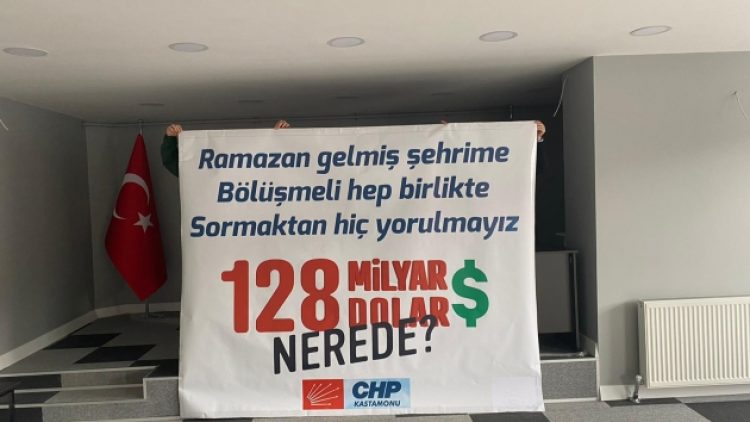 Ramazan gelmiş şehrime
Bölüşmeli hep birlikte
Sormaktan hiç yorulmayız
128 MİLYAR
DOLAR $
NEREDE?
CHP
KASTAMONU